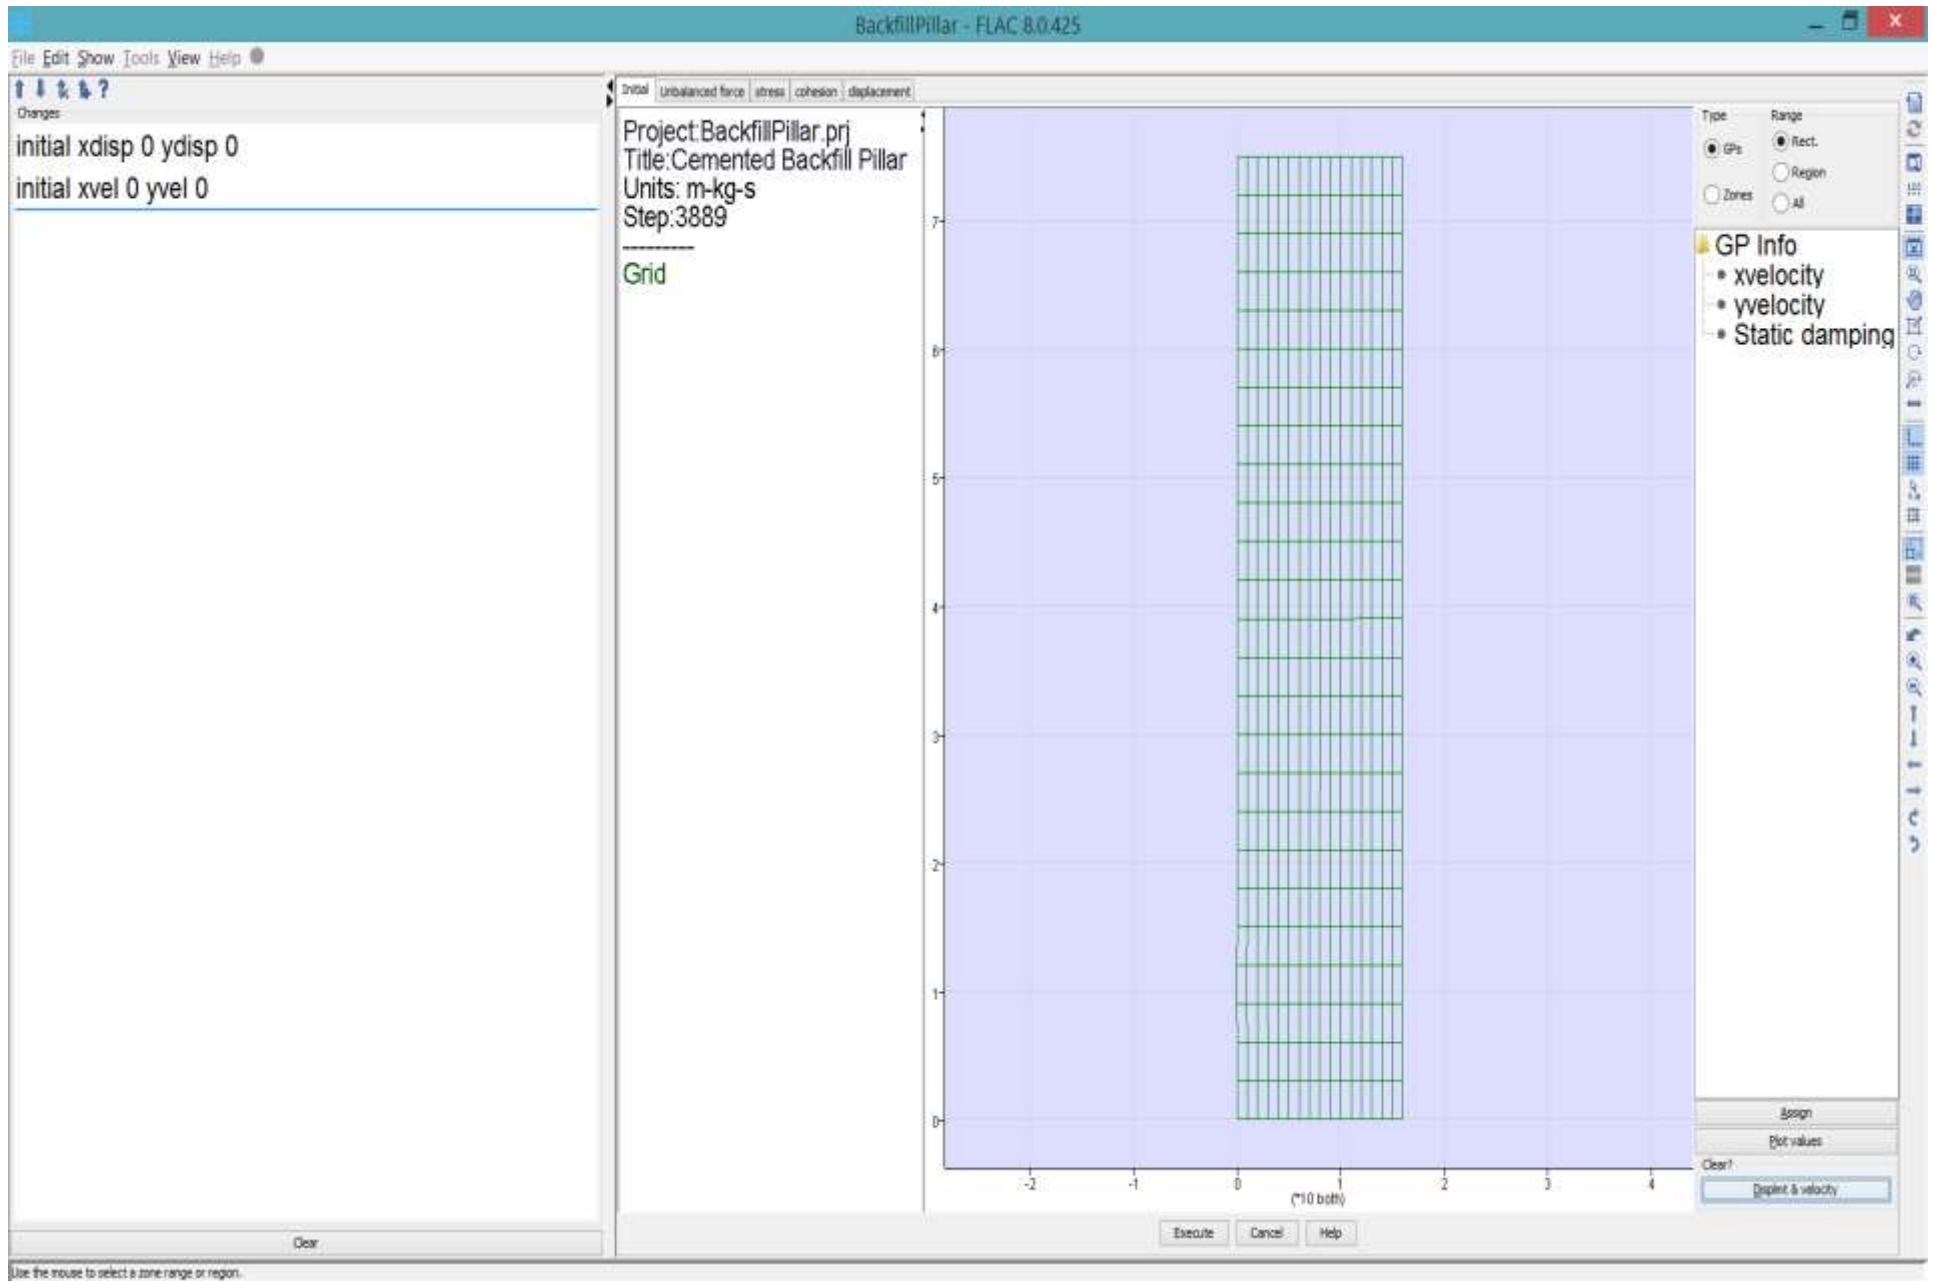 BackfillPillar - FLAC 8.0.425
File Edit Show Tools View Help
?
Changes
initial xdisp 0 ydisp 0
initial xvel 0 yvel 0
Clear
Initial Unbalanced force stress cohesion displacement
Project:BackfillPillar.prj
Title:Cemented Backfill Pillar
Units: m-kg-s
Step:3889
---------
Grid
7
6
5
4
3
2
1
0
-2 -1 0 1 2 3 4
(*10 both)
Execute Cancel Help
Type Range
GPs Rect.
Region
Zones All
GP Info
xvelocity
yvelocity
Static damping
Assign
Plot values
Clear?
Displmt & velocity
Use the mouse to select a zone range or region.